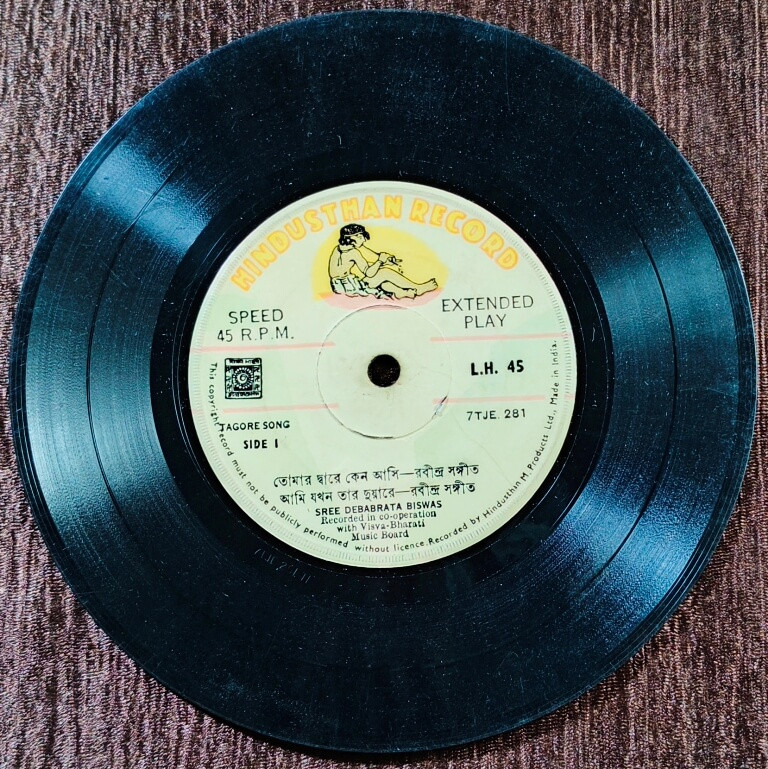 HINDUSTHAN RECORD
SPEED
45 R.P.M.
EXTENDED
PLAY
L.H. 45
7TJE. 281
TAGORE SONG
SIDE 1
তোমার দ্বারে কেন আসি—রবীন্দ্র সঙ্গীত
আমি যখন তার দুয়ারে—রবীন্দ্র সঙ্গীত
SREE DEBABRATA BISWAS
Recorded in co-operation
with Visva-Bharati
Music Board
This copyright record must not be publicly performed without licence. Recorded by Hindusthan M Products Ltd., Made in India.